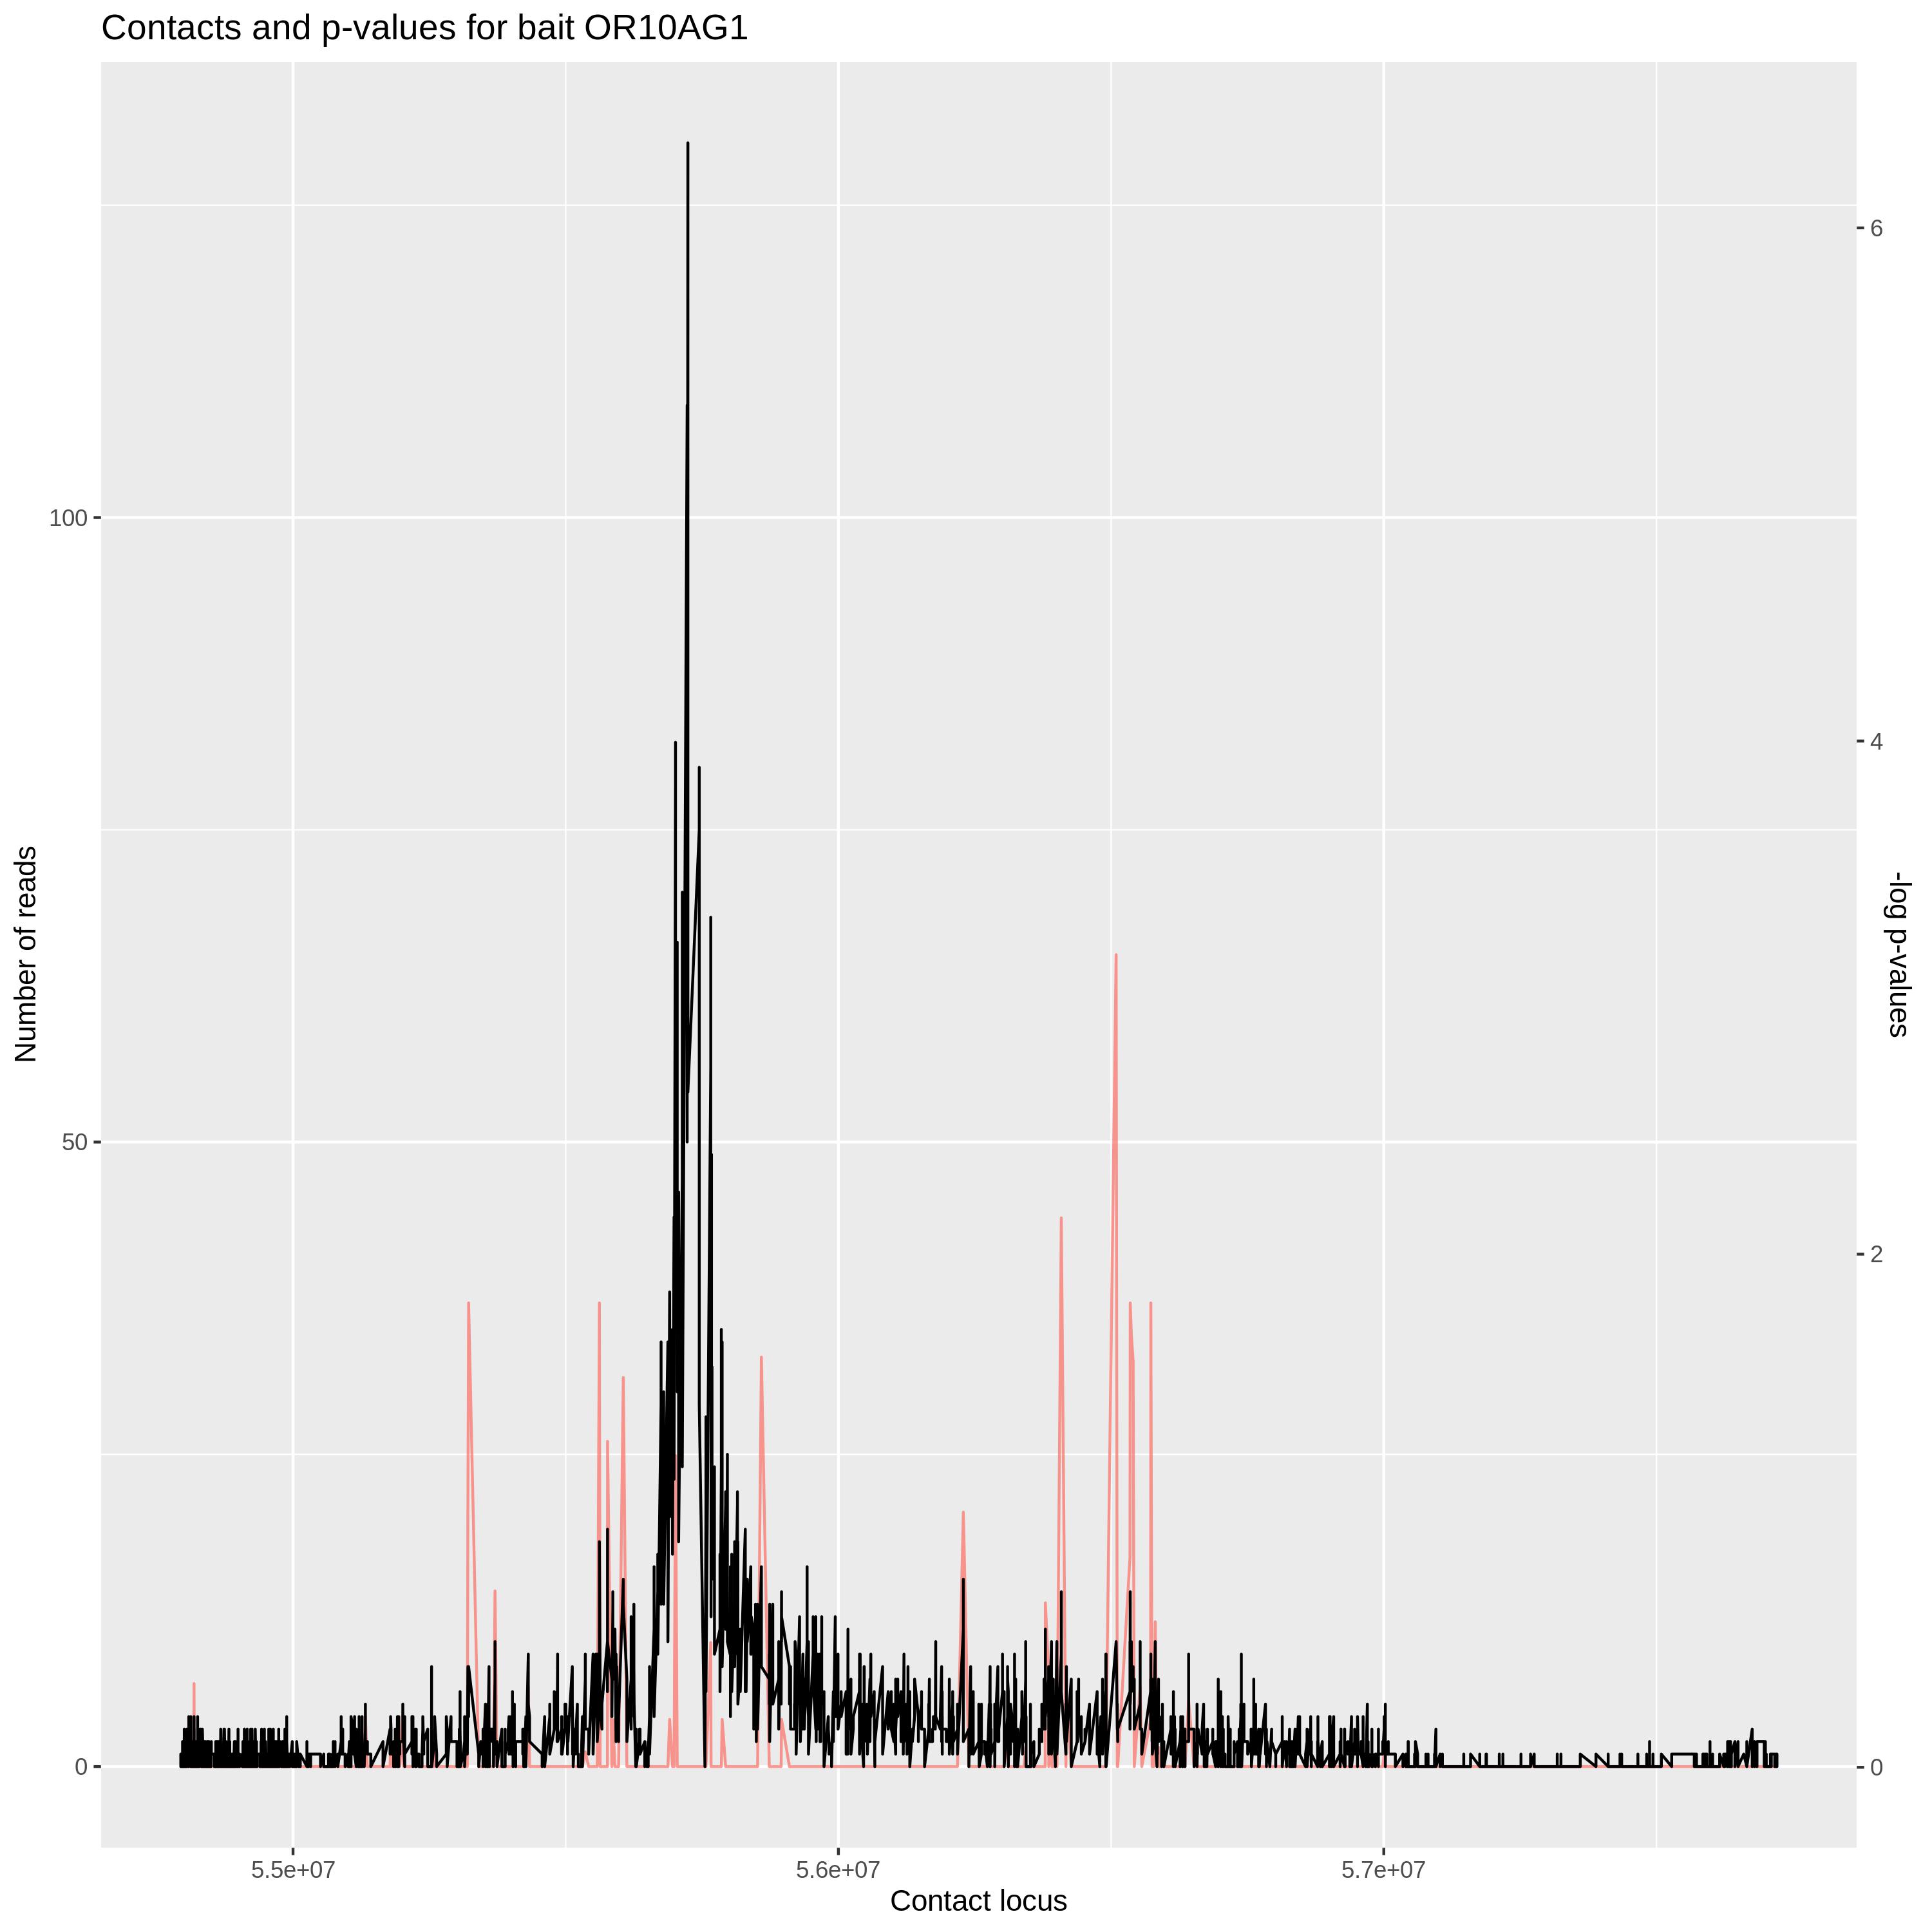 Contacts and p-values for bait OR10AG1
100
50
0
Number of reads
6
4
2
0
-log p-values
5.5e+07 5.6e+07 5.7e+07
Contact locus